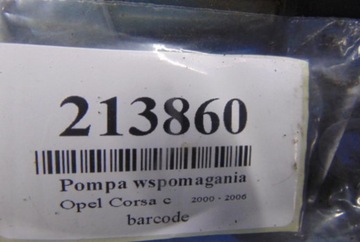 213860
Pompa wspomagania
Opel Corsa c 2000 - 2006
barcode